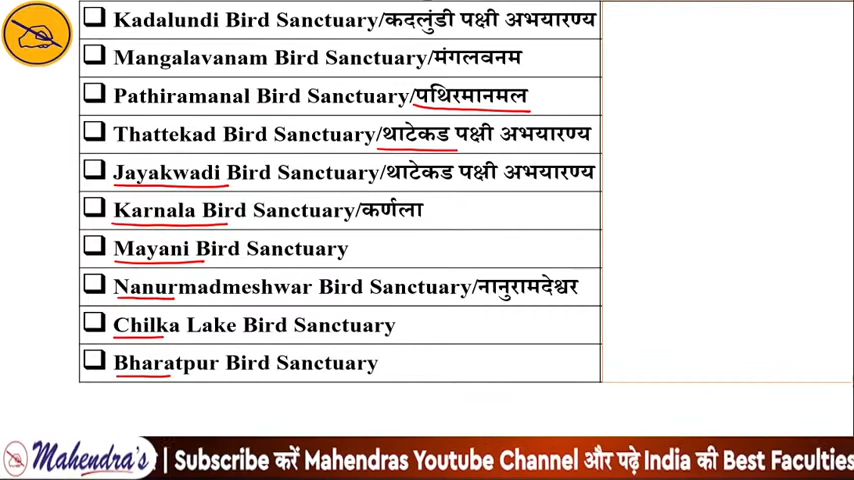 Kadalundi Bird Sanctuary/कदलुंडी पक्षी अभयारण्य
Mangalavanam Bird Sanctuary/मंगलवनम
Pathiramanal Bird Sanctuary/पथिरमानमल
Thattekad Bird Sanctuary/थाटेकड पक्षी अभयारण्य
Jayakwadi Bird Sanctuary/थाटेकड पक्षी अभयारण्य
Karnala Bird Sanctuary/कर्णला
Mayani Bird Sanctuary
Nanurmadmeshwar Bird Sanctuary/नानुरामदेश्वर
Chilka Lake Bird Sanctuary
Bharatpur Bird Sanctuary
Mahendra's | Subscribe करें Mahendras Youtube Channel और पढ़े India की Best Faculties